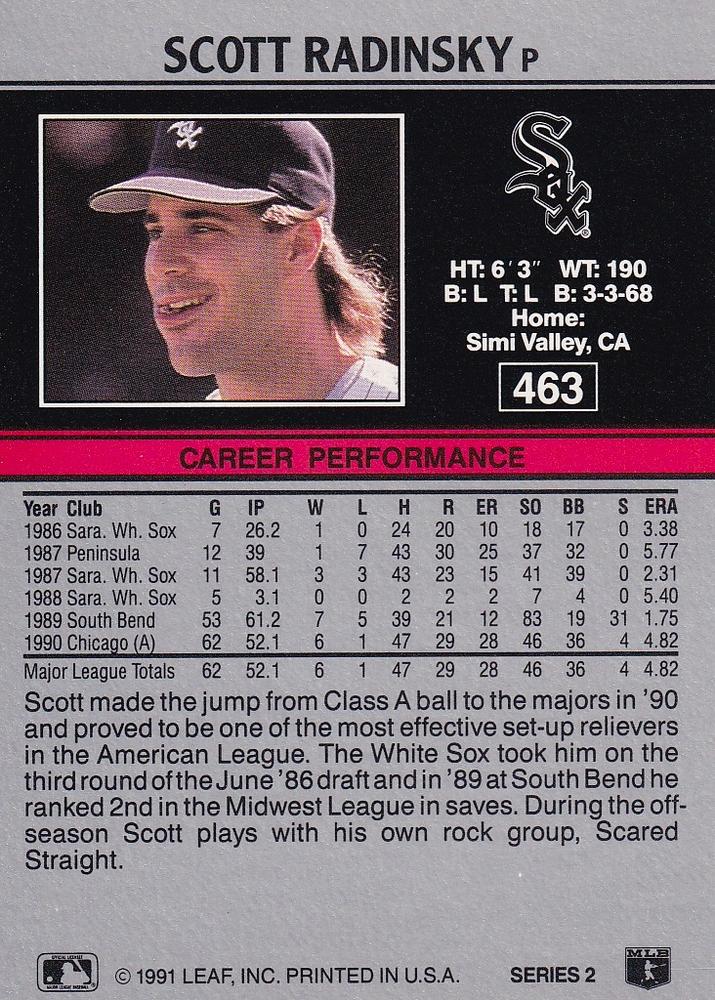 SCOTT RADINSKY P
Sox
HT: 6'3" WT: 190
B: L T: L B: 3-3-68
Home:
Simi Valley, CA
463
CAREER PERFORMANCE
Year Club G IP W L H R ER SO BB S ERA
1986 Sara. Wh. Sox 7 26.2 1 0 24 20 10 18 17 0 3.38
1987 Peninsula 12 39 1 7 43 30 25 37 32 0 5.77
1987 Sara. Wh. Sox 11 58.1 3 3 43 23 15 41 39 0 2.31
1988 Sara. Wh. Sox 5 3.1 0 0 2 2 2 7 4 0 5.40
1989 South Bend 53 61.2 7 5 39 21 12 83 19 31 1.75
1990 Chicago (A) 62 52.1 6 1 47 29 28 46 36 4 4.82
Major League Totals 62 52.1 6 1 47 29 28 46 36 4 4.82
Scott made the jump from Class A ball to the majors in '90
and proved to be one of the most effective set-up relievers
in the American League. The White Sox took him on the
third round of the June '86 draft and in '89 at South Bend he
ranked 2nd in the Midwest League in saves. During the off-
season Scott plays with his own rock group, Scared
Straight.
OFFICIAL LICENSEE
MAJOR LEAGUE BASEBALL
© 1991 LEAF, INC. PRINTED IN U.S.A.
SERIES 2
MLB